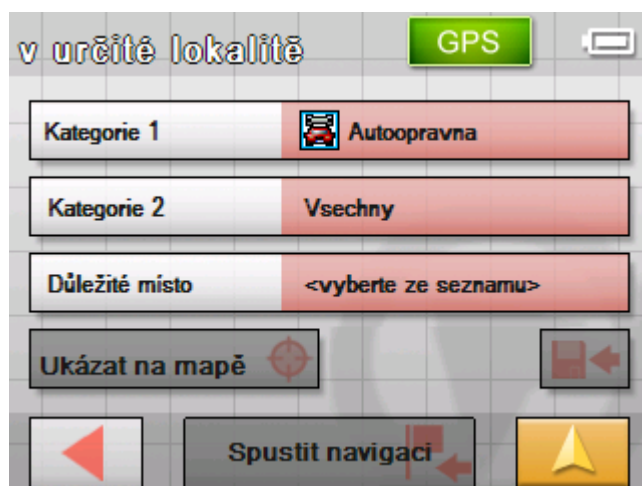 v určité lokalitě GPS
Kategorie 1 Autoopravna
Kategorie 2 Vsechny
Důležité místo <vyberte ze seznamu>
Ukázat na mapě
Spustit navigaci